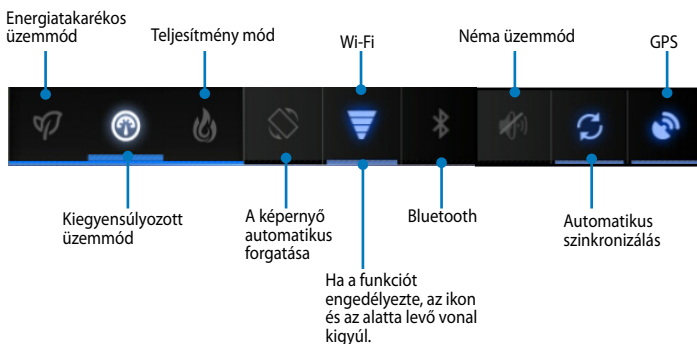 Energiatakarékos
üzemmód
Teljesítmény mód
Wi-Fi
Néma üzemmód
GPS
Kiegyensúlyozott
üzemmód
A képernyő
automatikus
forgatása
Bluetooth
Automatikus
szinkronizálás
Ha a funkciót
engedélyezte, az ikon
és az alatta levő vonal
kigyúl.